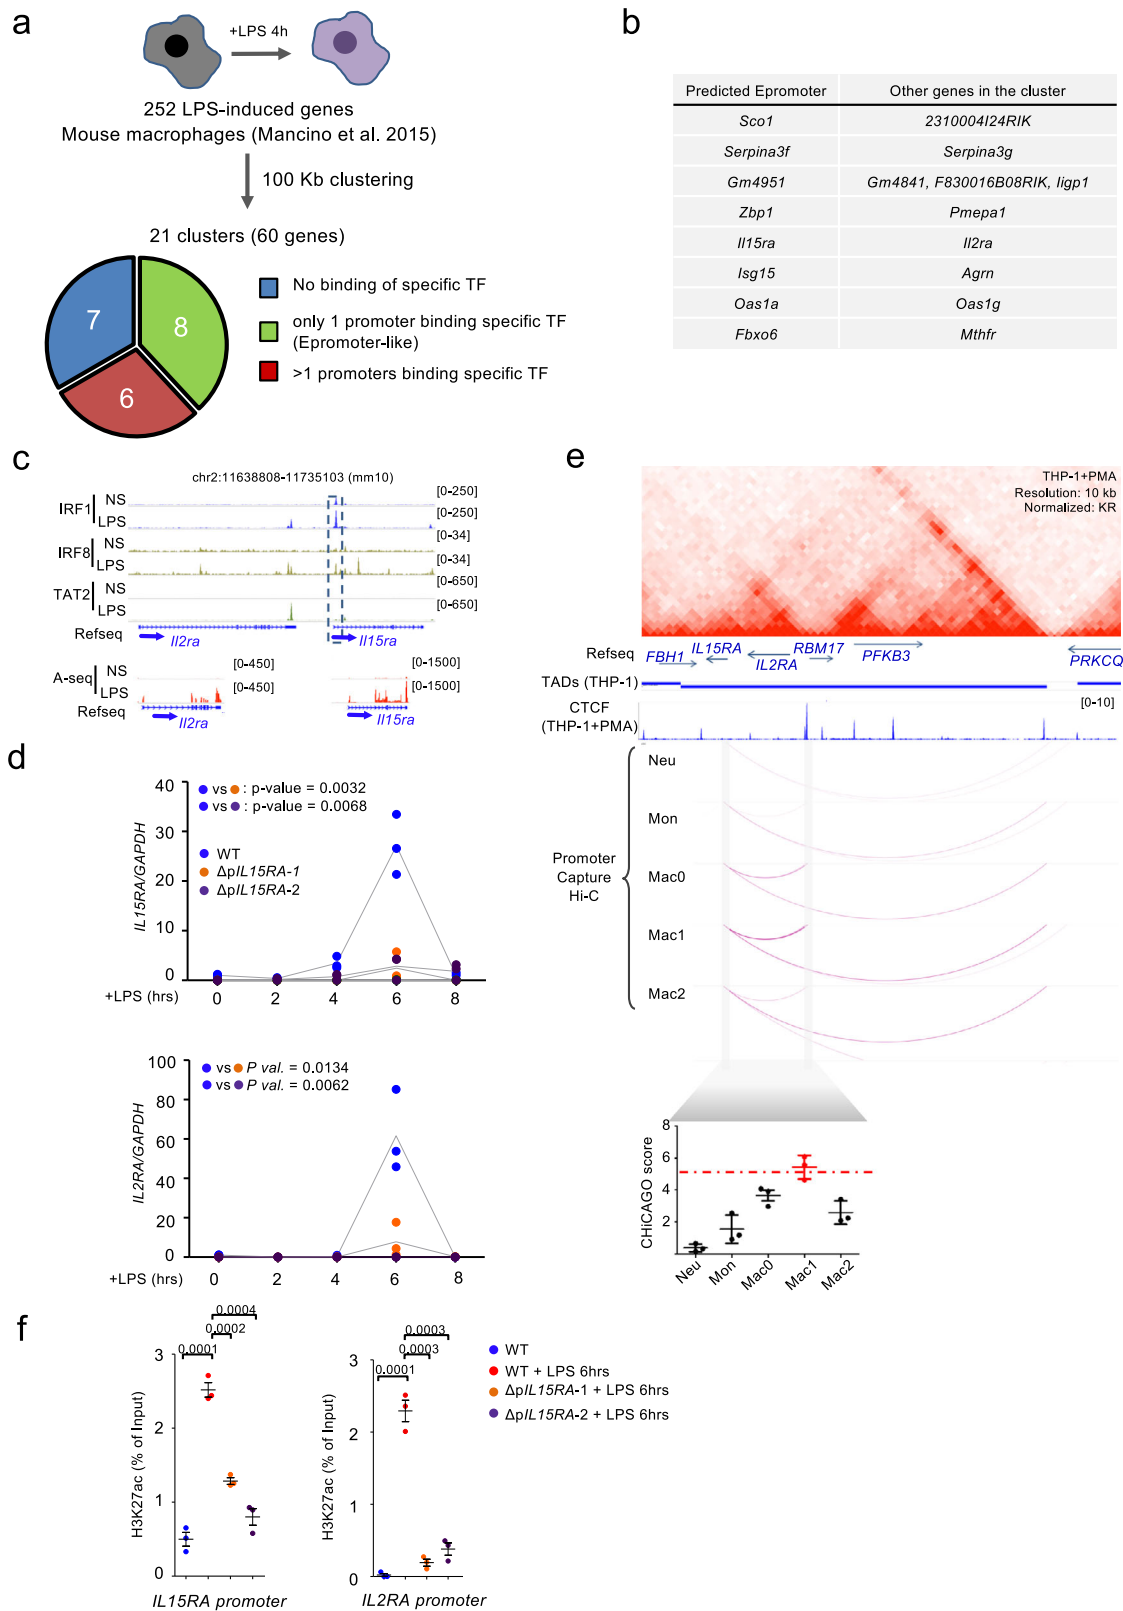 a
+LPS 4h
252 LPS-induced genes
Mouse macrophages (Mancino et al. 2015)
100 Kb clustering
21 clusters (60 genes)
7
8
6
No binding of specific TF
only 1 promoter binding specific TF
(Epromoter-like)
>1 promoters binding specific TF
b
Predicted Epromoter Other genes in the cluster
Sco1 2310004I24RIK
Serpina3f Serpina3g
Gm4951 Gm4841, F830016B08RIK, Iigp1
Zbp1 Pmepa1
Il15ra Il2ra
Isg15 Agrn
Oas1a Oas1g
Fbxo6 Mthfr
c
chr2:11638808-11735103 (mm10)
IRF1 NS [0-250]
LPS [0-250]
IRF8 NS [0-34]
LPS [0-34]
TAT2 NS [0-650]
LPS [0-650]
Refseq
Il2ra Il15ra
A-seq NS [0-450] [0-1500]
LPS [0-450] [0-1500]
Refseq
Il2ra Il15ra
d
IL15RA/GAPDH
40
30
20
10
0
vs : p-value = 0.0032
vs : p-value = 0.0068
WT
ΔpIL15RA-1
ΔpIL15RA-2
+LPS (hrs) 0 2 4 6 8
IL2RA/GAPDH
100
80
60
40
20
0
vs P val. = 0.0134
vs P val. = 0.0062
+LPS (hrs) 0 2 4 6 8
e
THP-1+PMA
Resolution: 10 kb
Normalized: KR
Refseq
FBH1 IL15RA IL2RA RBM17 PFKB3 PRKCQ
TADs (THP-1)
CTCF
(THP-1+PMA)
[0-10]
Promoter
Capture
Hi-C
Neu
Mon
Mac0
Mac1
Mac2
CHiCAGO score
8
6
4
2
0
Neu Mon Mac0 Mac1 Mac2
f
H3K27ac (% of Input)
3
2
1
0
0.0004
0.0002
0.0001
IL15RA promoter
H3K27ac (% of Input)
3
2
1
0
0.0003
0.0003
0.0001
IL2RA promoter
WT
WT + LPS 6hrs
ΔpIL15RA-1 + LPS 6hrs
ΔpIL15RA-2 + LPS 6hrs